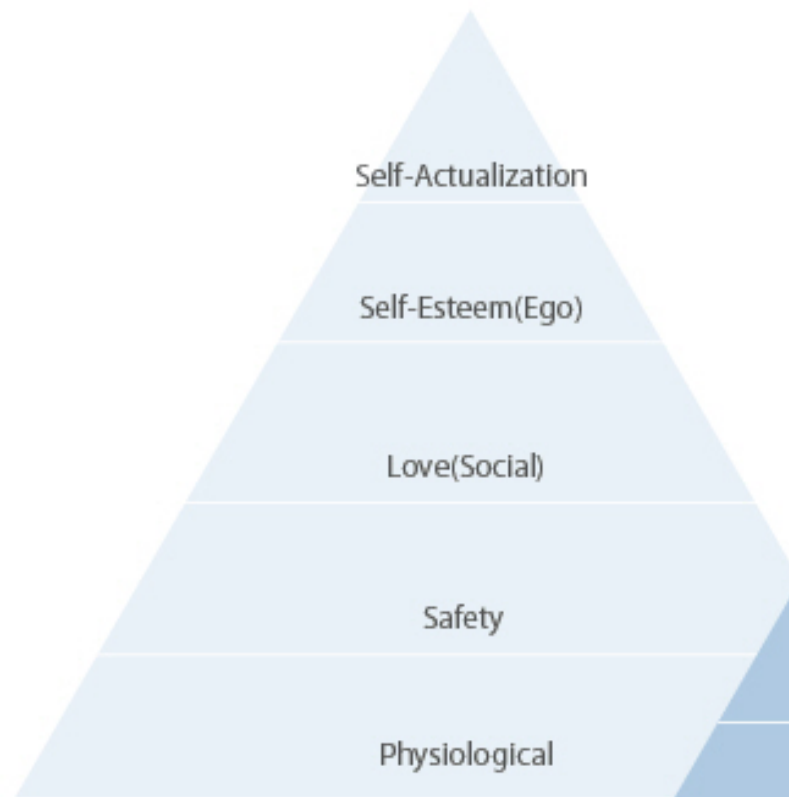 Self-Actualization
Self-Esteem(Ego)
Love(Social)
Safety
Physiological